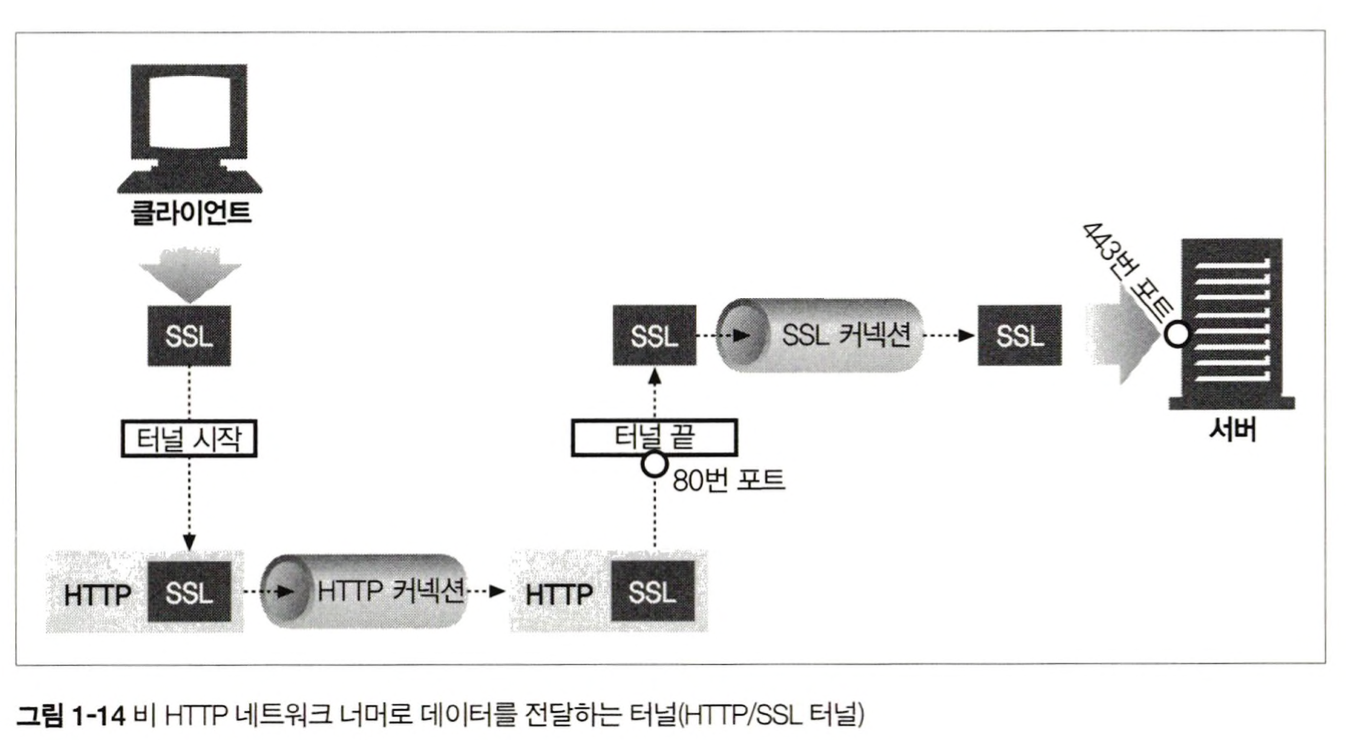 클라이언트
SSL
터널 시작
HTTP SSL
HTTP 커넥션
HTTP SSL
80번 포트
터널 끝
SSL
SSL 커넥션
SSL
443번 포트
서버
그림 1-14 비 HTTP 네트워크 너머로 데이터를 전달하는 터널(HTTP/SSL 터널)